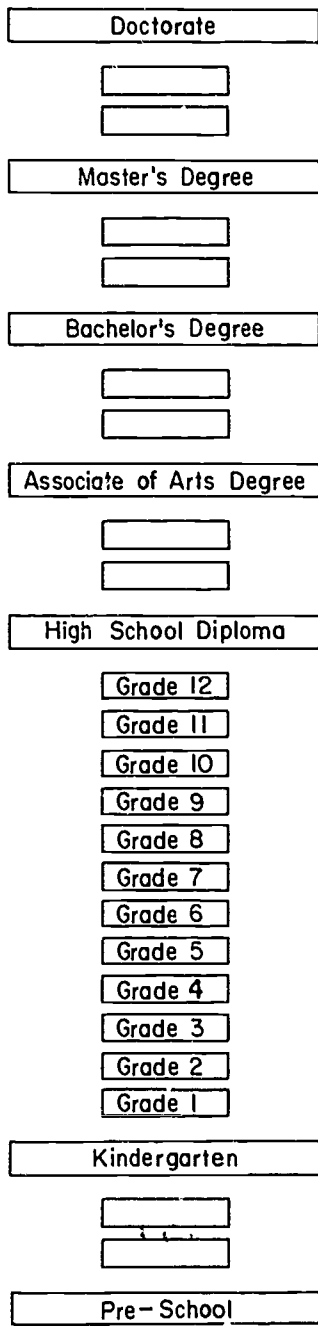 Doctorate
Master's Degree
Bachelor's Degree
Associate of Arts Degree
High School Diploma
Grade 12
Grade 11
Grade 10
Grade 9
Grade 8
Grade 7
Grade 6
Grade 5
Grade 4
Grade 3
Grade 2
Grade 1
Kindergarten
Pre-School